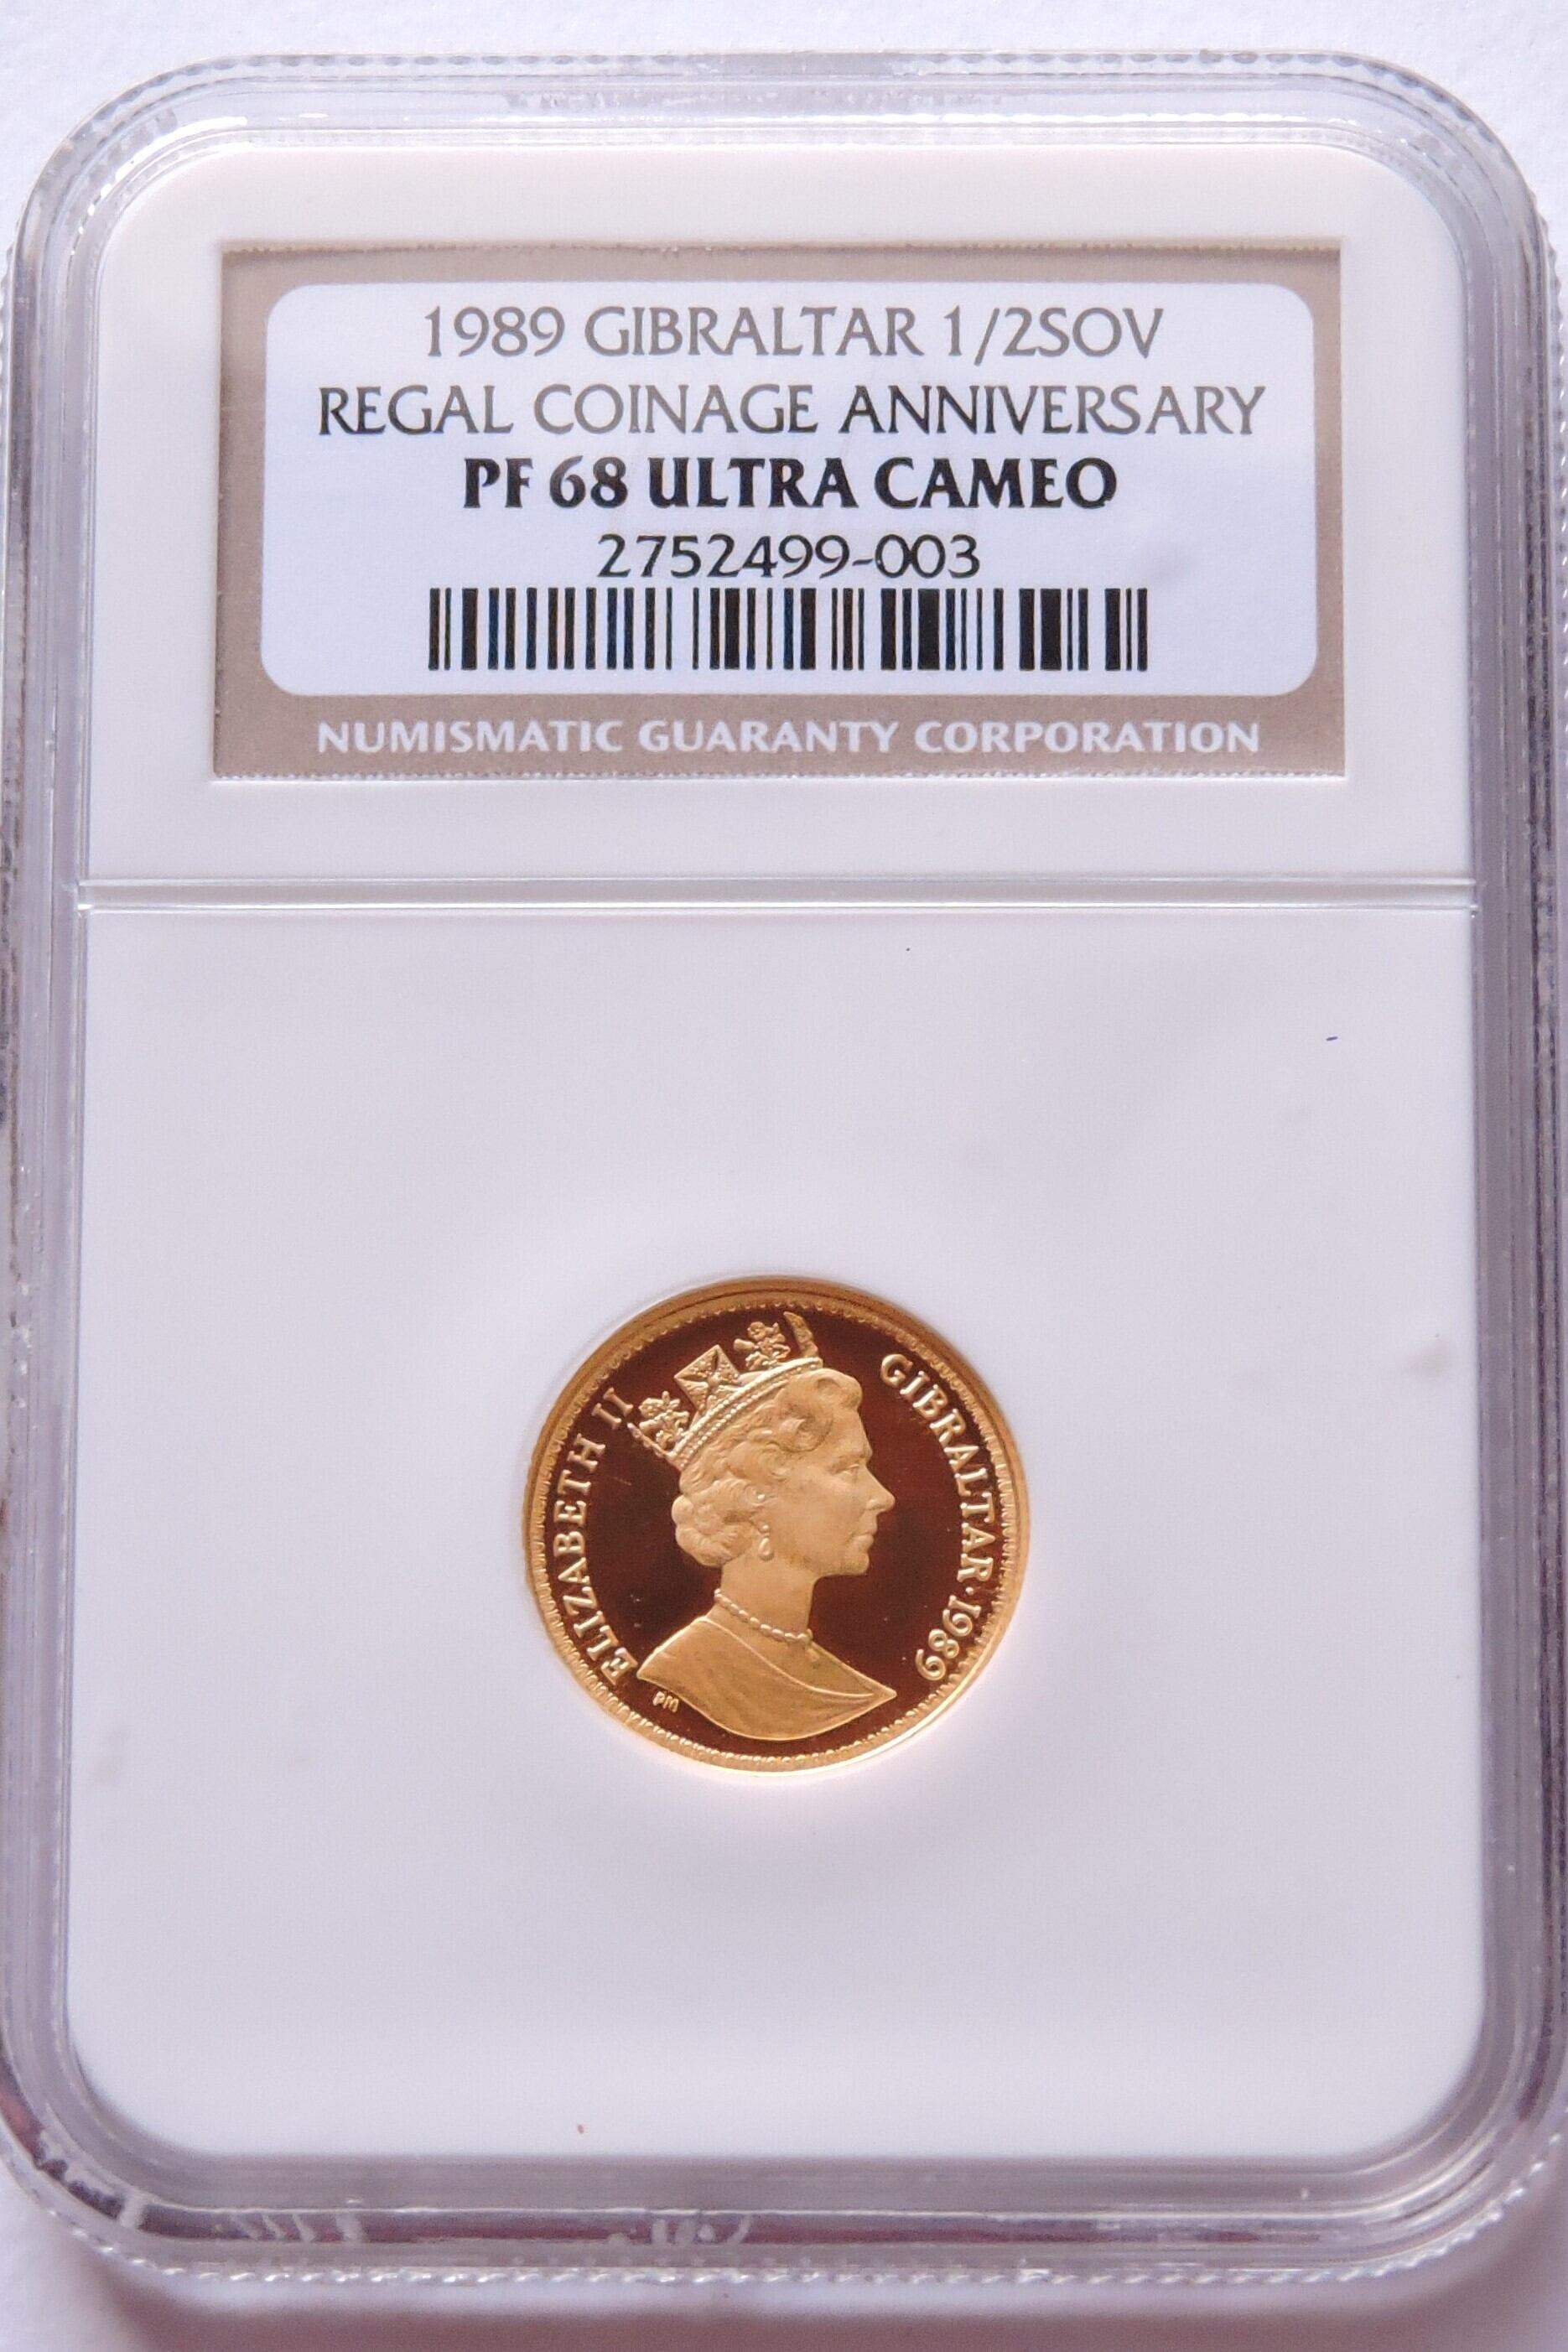 1989 GIBRALTAR 1/2SOV
REGAL COINAGE ANNIVERSARY
PF 68 ULTRA CAMEO
2752499-003
NUMISMATIC GUARANTY CORPORATION
ELIZABETH II
GIBRALTAR·1989
PM